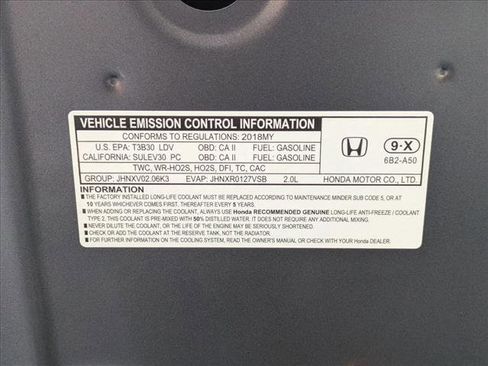 VEHICLE EMISSION CONTROL INFORMATION
CONFORMS TO REGULATIONS: 2018MY
U.S. EPA: T3B30 LDV OBD: CA II FUEL: GASOLINE
CALIFORNIA: SULEV30 PC OBD: CA II FUEL: GASOLINE
TWC, WR-HO2S, HO2S, DFI, TC, CAC
GROUP: JHNXV02.06K3 EVAP: JHNXR0127VSB 2.0L
HONDA
9-X
6B2-A50
HONDA MOTOR CO., LTD.
INFORMATION
■ THE FACTORY INSTALLED LONG-LIFE COOLANT MUST BE REPLACED ACCORDING TO MAINTENANCE MINDER SUB CODE 5, OR AT
10 YEARS WHICHEVER COMES FIRST. THEREAFTER EVERY 5 YEARS.
■ WHEN ADDING OR REPLACING THE COOLANT, ALWAYS USE Honda RECOMMENDED GENUINE LONG-LIFE ANTI-FREEZE / COOLANT
TYPE 2. THIS COOLANT IS PRE-MIXED WITH 50% DISTILLED WATER. IT DOES NOT REQUIRE ANY ADDITIONAL MIXING.
■ NEVER DILUTE THE COOLANT, OR THE LIFE OF THE ENGINE MAY BE SERIOUSLY SHORTENED.
■ CHECK OR ADD THE COOLANT AT THE RESERVE TANK, NOT THE RADIATOR.
■ FOR FURTHER INFORMATION ON THE COOLING SYSTEM, READ THE OWNER'S MANUAL OR CHECK WITH YOUR Honda DEALER.